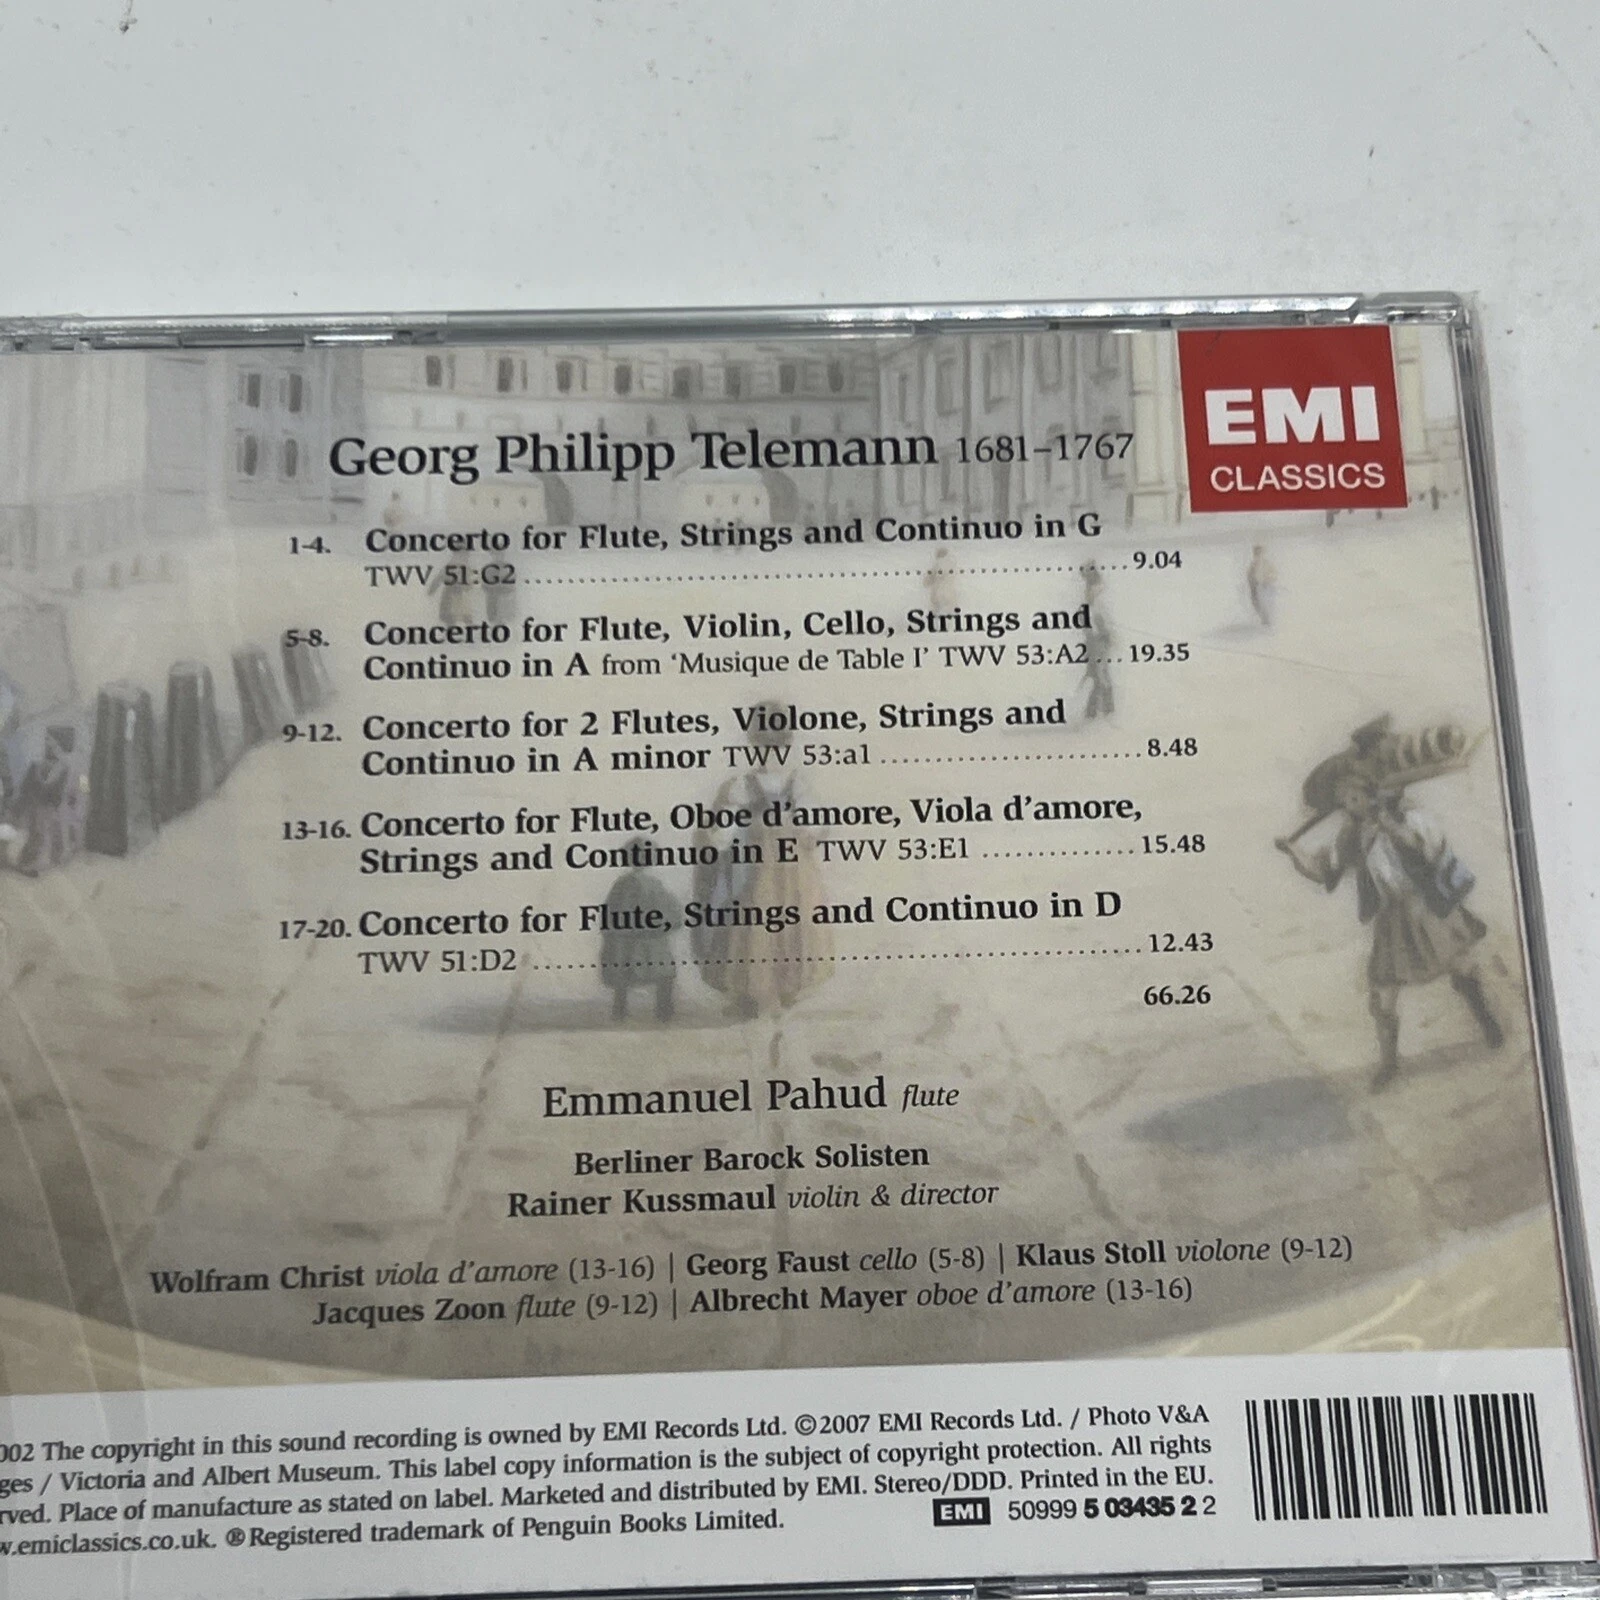 EMI
CLASSICS
Georg Philipp Telemann 1681–1767
1-4. Concerto for Flute, Strings and Continuo in G
TWV 51:G2 ........ 9.04
5-8. Concerto for Flute, Violin, Cello, Strings and
Continuo in A from ‘Musique de Table I’ TWV 53:A2 ... 19.35
9-12. Concerto for 2 Flutes, Violone, Strings and
Continuo in A minor TWV 53:a1 ........ 8.48
13-16. Concerto for Flute, Oboe d’amore, Viola d’amore,
Strings and Continuo in E TWV 53:E1 ........ 15.48
17-20. Concerto for Flute, Strings and Continuo in D
TWV 51:D2 ........ 12.43
66.26
Emmanuel Pahud flute
Berliner Barock Solisten
Rainer Kussmaul violin & director
Wolfram Christ viola d’amore (13-16) | Georg Faust cello (5-8) | Klaus Stoll violone (9-12)
Jacques Zoon flute (9-12) | Albrecht Mayer oboe d’amore (13-16)
002 The copyright in this sound recording is owned by EMI Records Ltd. ©2007 EMI Records Ltd. / Photo V&A
ges / Victoria and Albert Museum. This label copy information is the subject of copyright protection. All rights
rved. Place of manufacture as stated on label. Marketed and distributed by EMI. Stereo/DDD. Printed in the EU.
w.emiclassics.co.uk. ®Registered trademark of Penguin Books Limited.
EMI 50999 5 03435 2 2